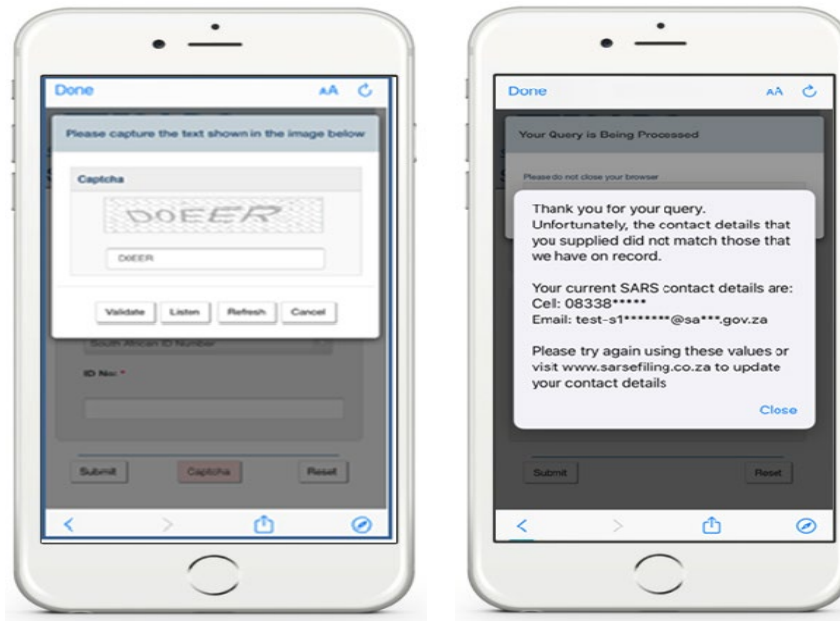 Done
AA
Please capture the text shown in the image below
Captcha
D0EER
D0EER
Validate
Listen
Refresh
Cancel
South African ID Number
ID No: *
Submit
Captcha
Reset
Done
AA
Your Query is Being Processed
Please do not close your browser
Thank you for your query.
Unfortunately, the contact details that
you supplied did not match those that
we have on record.
Your current SARS contact details are:
Cell: 08338*****
Email: test-s1*******@sa***.gov.za
Please try again using these values or
visit www.sarsefiling.co.za to update
your contact details
Close
Submit
Reset